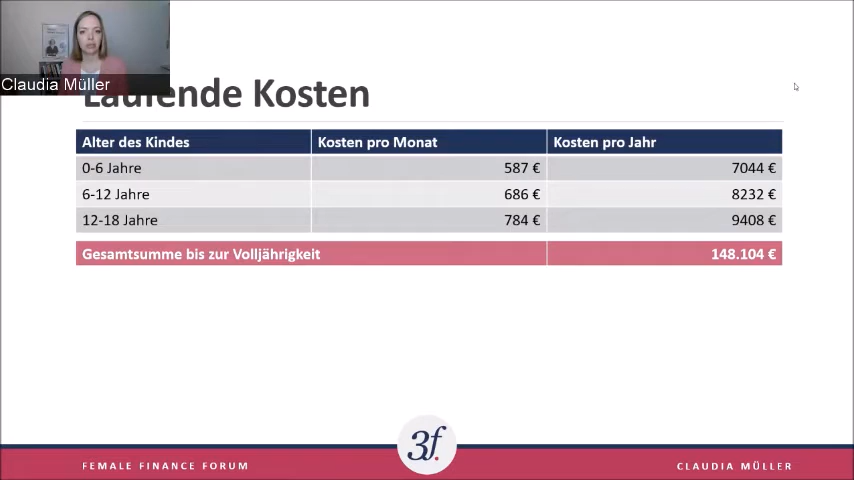 Claudia Müller
Laufende Kosten
Alter des Kindes Kosten pro Monat Kosten pro Jahr
0-6 Jahre 587 € 7044 €
6-12 Jahre 686 € 8232 €
12-18 Jahre 784 € 9408 €
Gesamtsumme bis zur Volljährigkeit 148.104 €
3f.
FEMALE FINANCE FORUM
CLAUDIA MÜLLER